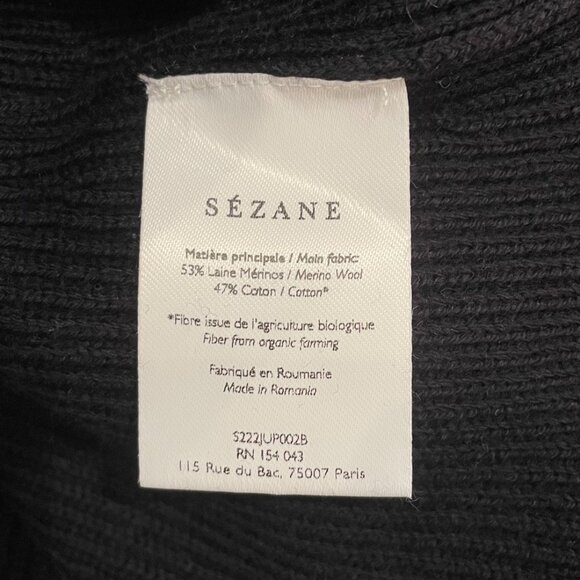 SÉZANE
Matière principale / Main fabric:
53% Laine Mérinos / Merino Wool
47% Coton / Cotton*
*Fibre issue de l'agriculture biologique
Fiber from organic farming
Fabriqué en Roumanie
Made in Romania
S222JUP002B
RN 154 043
115 Rue du Bac, 75007 Paris